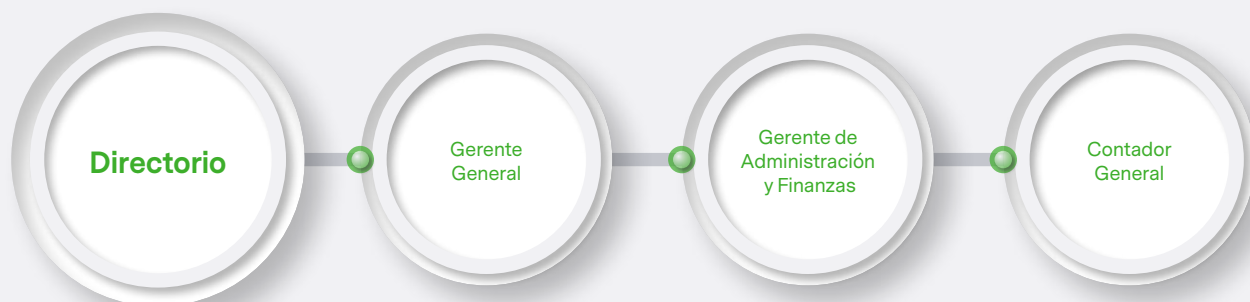 Directorio
Gerente
General
Gerente de
Administración
y Finanzas
Contador
General